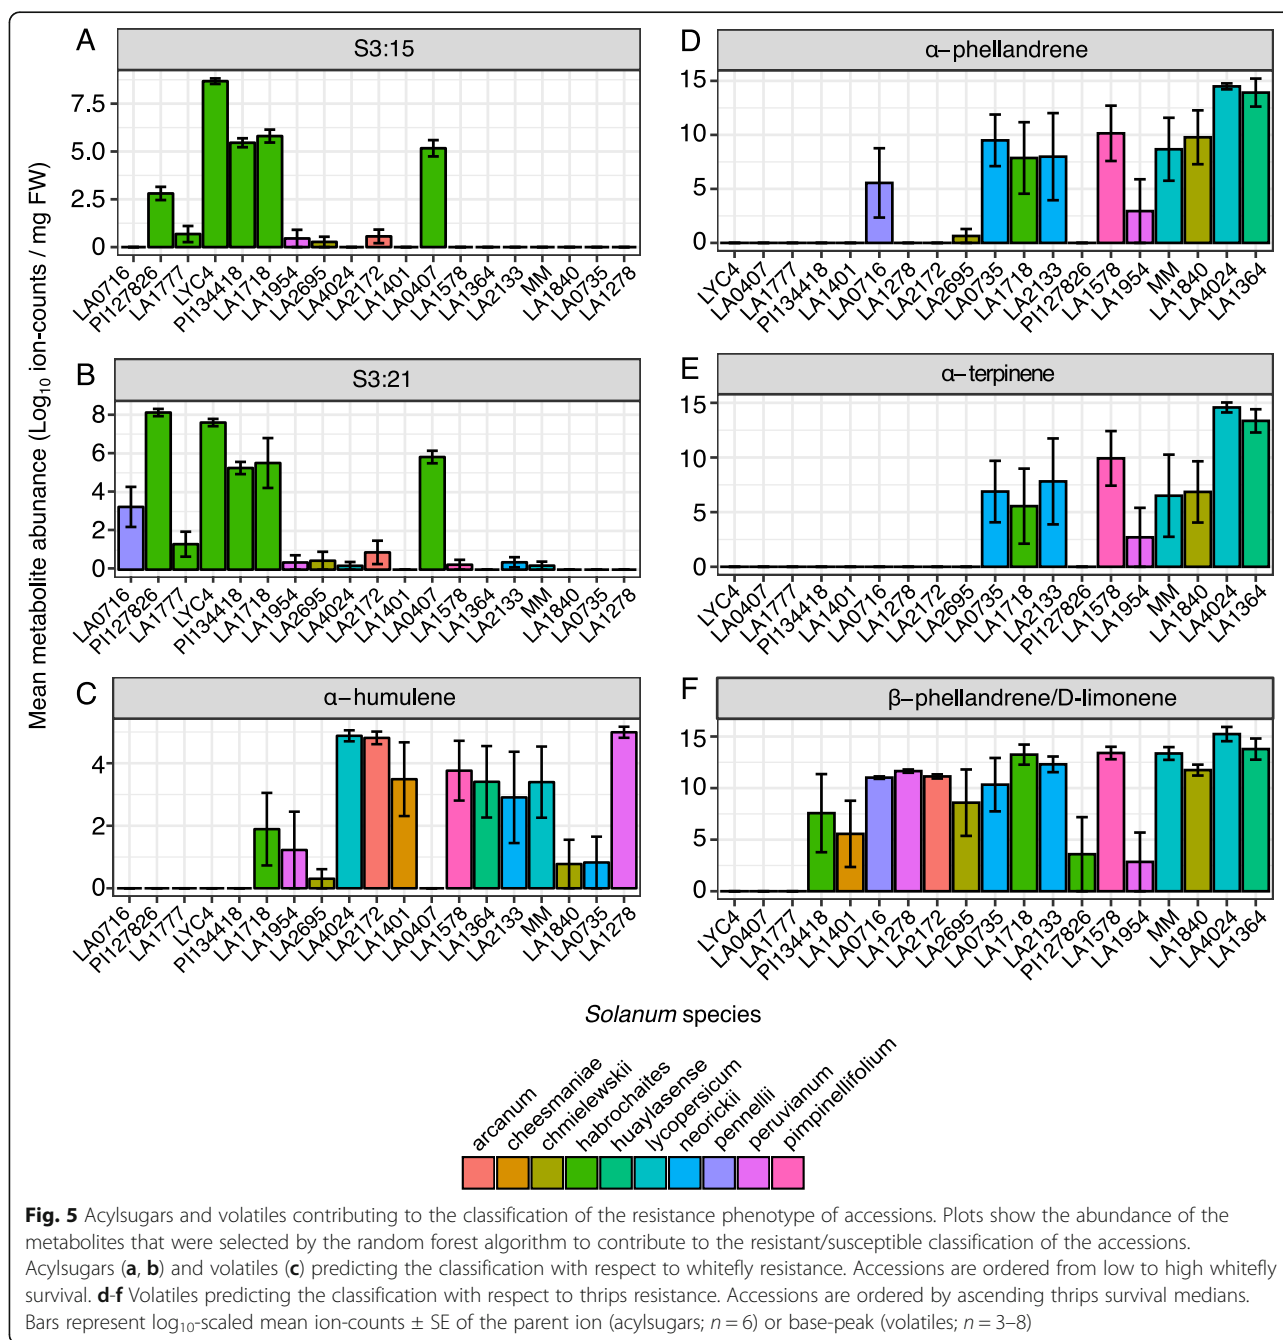 A
S3:15
7.5
5.0
2.5
0
LA0716
PI127826
LA1777
LYC4
PI134418
LA1718
LA1954
LA2695
LA4024
LA2172
LA1401
LA0407
LA1578
LA1364
LA2133
MM
LA1840
LA0735
LA1278
B
S3:21
8
6
4
2
0
LA0716
PI127826
LA1777
LYC4
PI134418
LA1718
LA1954
LA2695
LA4024
LA2172
LA1401
LA0407
LA1578
LA1364
LA2133
MM
LA1840
LA0735
LA1278
C
α−humulene
4
2
0
LA0716
PI127826
LA1777
LYC4
PI134418
LA1718
LA1954
LA2695
LA4024
LA2172
LA1401
LA0407
LA1578
LA1364
LA2133
MM
LA1840
LA0735
LA1278
Mean metabolite abunance (Log10 ion-counts / mg FW)
D
α−phellandrene
15
10
5
0
LYC4
LA0407
LA1777
PI134418
LA1401
LA0716
LA1278
LA2172
LA2695
LA0735
LA1718
LA2133
PI127826
LA1578
LA1954
MM
LA1840
LA4024
LA1364
E
α−terpinene
15
10
5
0
LYC4
LA0407
LA1777
PI134418
LA1401
LA0716
LA1278
LA2172
LA2695
LA0735
LA1718
LA2133
PI127826
LA1578
LA1954
MM
LA1840
LA4024
LA1364
F
β−phellandrene/D-limonene
15
10
5
0
LYC4
LA0407
LA1777
PI134418
LA1401
LA0716
LA1278
LA2172
LA2695
LA0735
LA1718
LA2133
PI127826
LA1578
LA1954
MM
LA1840
LA4024
LA1364
Solanum species
arcanum
cheesmaniae
chmielewskii
habrochaites
huaylasense
lycopersicum
neorickii
pennellii
peruvianum
pimpinellifolium
Fig. 5 Acylsugars and volatiles contributing to the classification of the resistance phenotype of accessions. Plots show the abundance of the
metabolites that were selected by the random forest algorithm to contribute to the resistant/susceptible classification of the accessions.
Acylsugars (a, b) and volatiles (c) predicting the classification with respect to whitefly resistance. Accessions are ordered from low to high whitefly
survival. d-f Volatiles predicting the classification with respect to thrips resistance. Accessions are ordered by ascending thrips survival medians.
Bars represent log10-scaled mean ion-counts ± SE of the parent ion (acylsugars; n = 6) or base-peak (volatiles; n = 3–8)